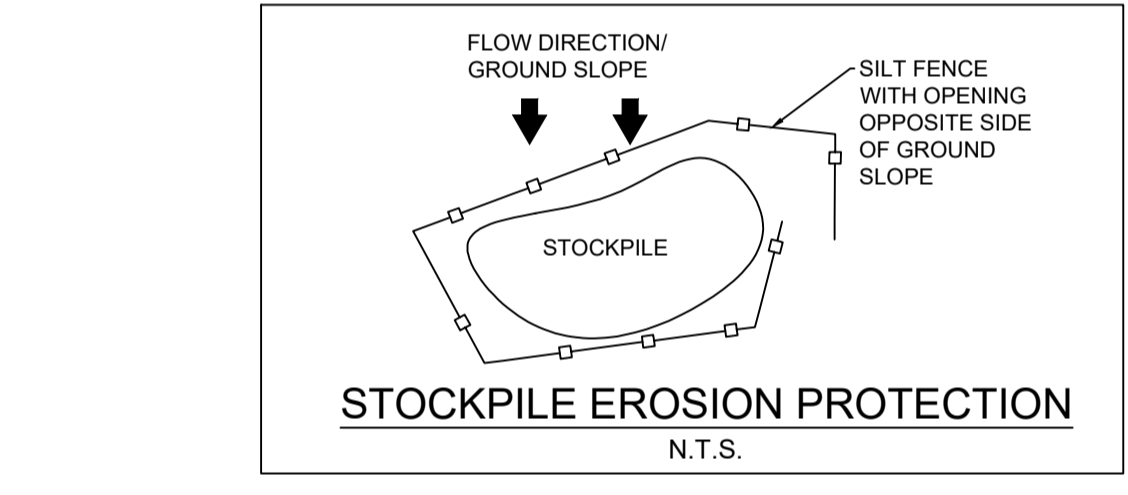 FLOW DIRECTION/
GROUND SLOPE
SILT FENCE
WITH OPENING
OPPOSITE SIDE
OF GROUND
SLOPE
STOCKPILE
STOCKPILE EROSION PROTECTION
N.T.S.